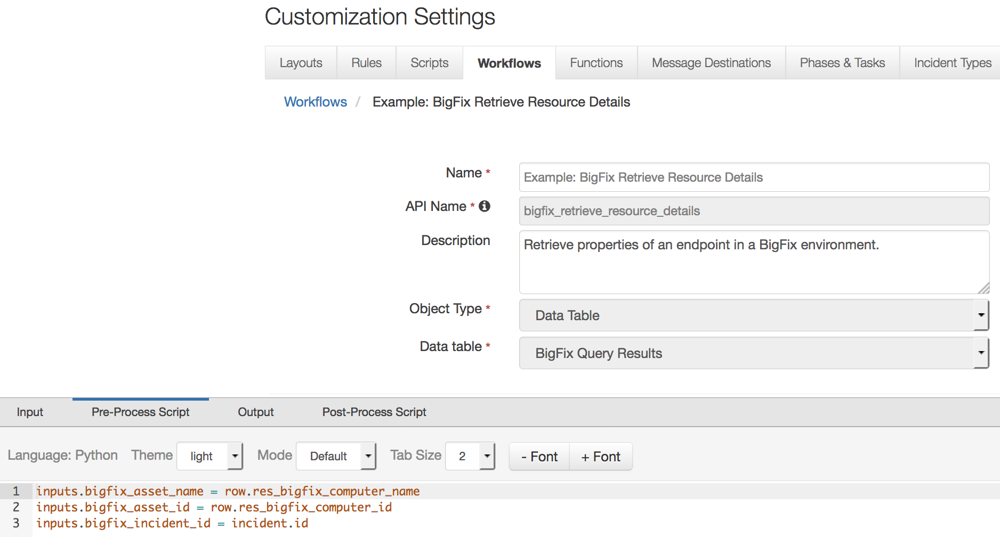 Customization Settings
Layouts Rules Scripts Workflows Functions Message Destinations Phases & Tasks Incident Types
Workflows / Example: BigFix Retrieve Resource Details
Name * Example: BigFix Retrieve Resource Details
API Name * bigfix_retrieve_resource_details
Description Retrieve properties of an endpoint in a BigFix environment.
Object Type * Data Table
Data table * BigFix Query Results
Input Pre-Process Script Output Post-Process Script
Language: Python Theme light Mode Default Tab Size 2 - Font + Font
1 inputs.bigfix_asset_name = row.res_bigfix_computer_name
2 inputs.bigfix_asset_id = row.res_bigfix_computer_id
3 inputs.bigfix_incident_id = incident.id